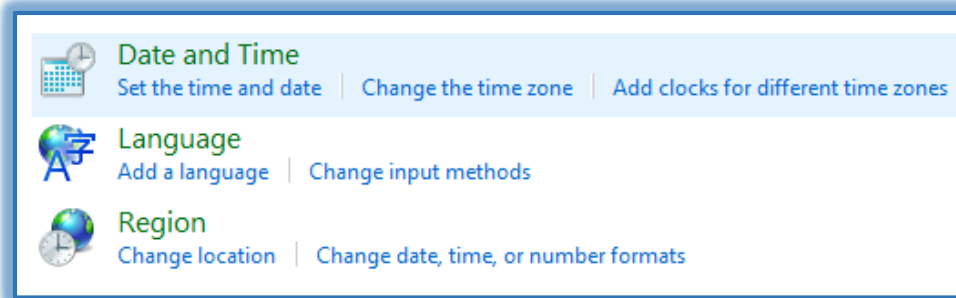 Date and Time
Set the time and date | Change the time zone | Add clocks for different time zones
字
A
Language
Add a language | Change input methods
Region
Change location | Change date, time, or number formats